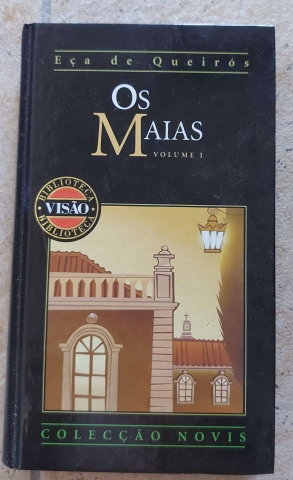 Eça de Queirós
OS
MAIAS
VOLUME I
BIBLIOTECA
VISÃO
BIBLIOTECA
COLECÇÃO NOVIS